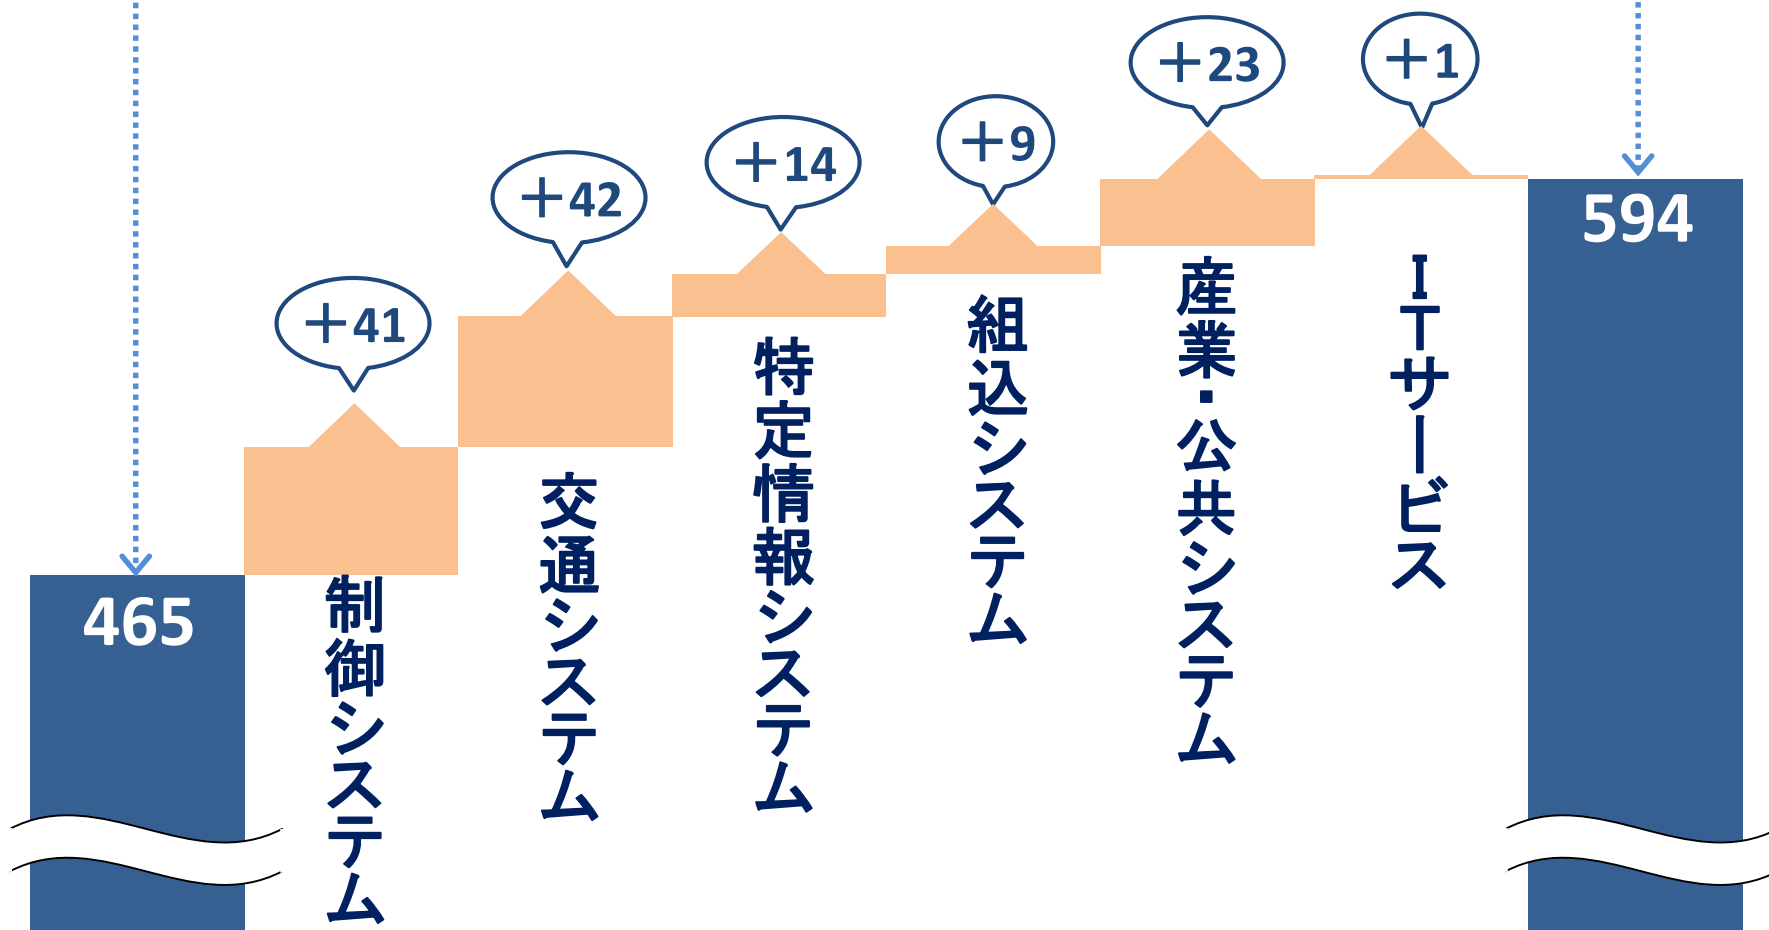 465
＋41
制御システム
＋42
交通システム
＋14
特定情報システム
＋9
組込システム
＋23
産業・公共システム
＋1
ITサービス
594